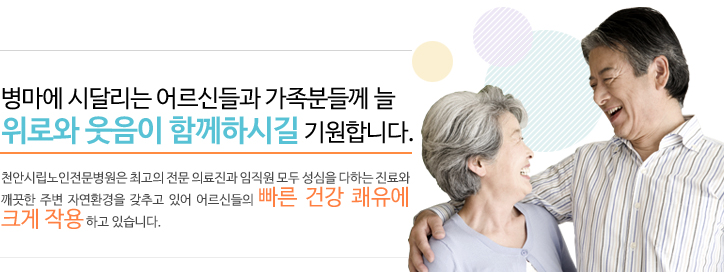 병마에 시달리는 어르신들과 가족분들께 늘
위로와 웃음이 함께하시길 기원합니다.
천안시립노인전문병원은 최고의 전문 의료진과 임직원 모두 성심을 다하는 진료와
깨끗한 주변 자연환경을 갖추고 있어 어르신들의 빠른 건강 쾌유에
크게 작용하고 있습니다.